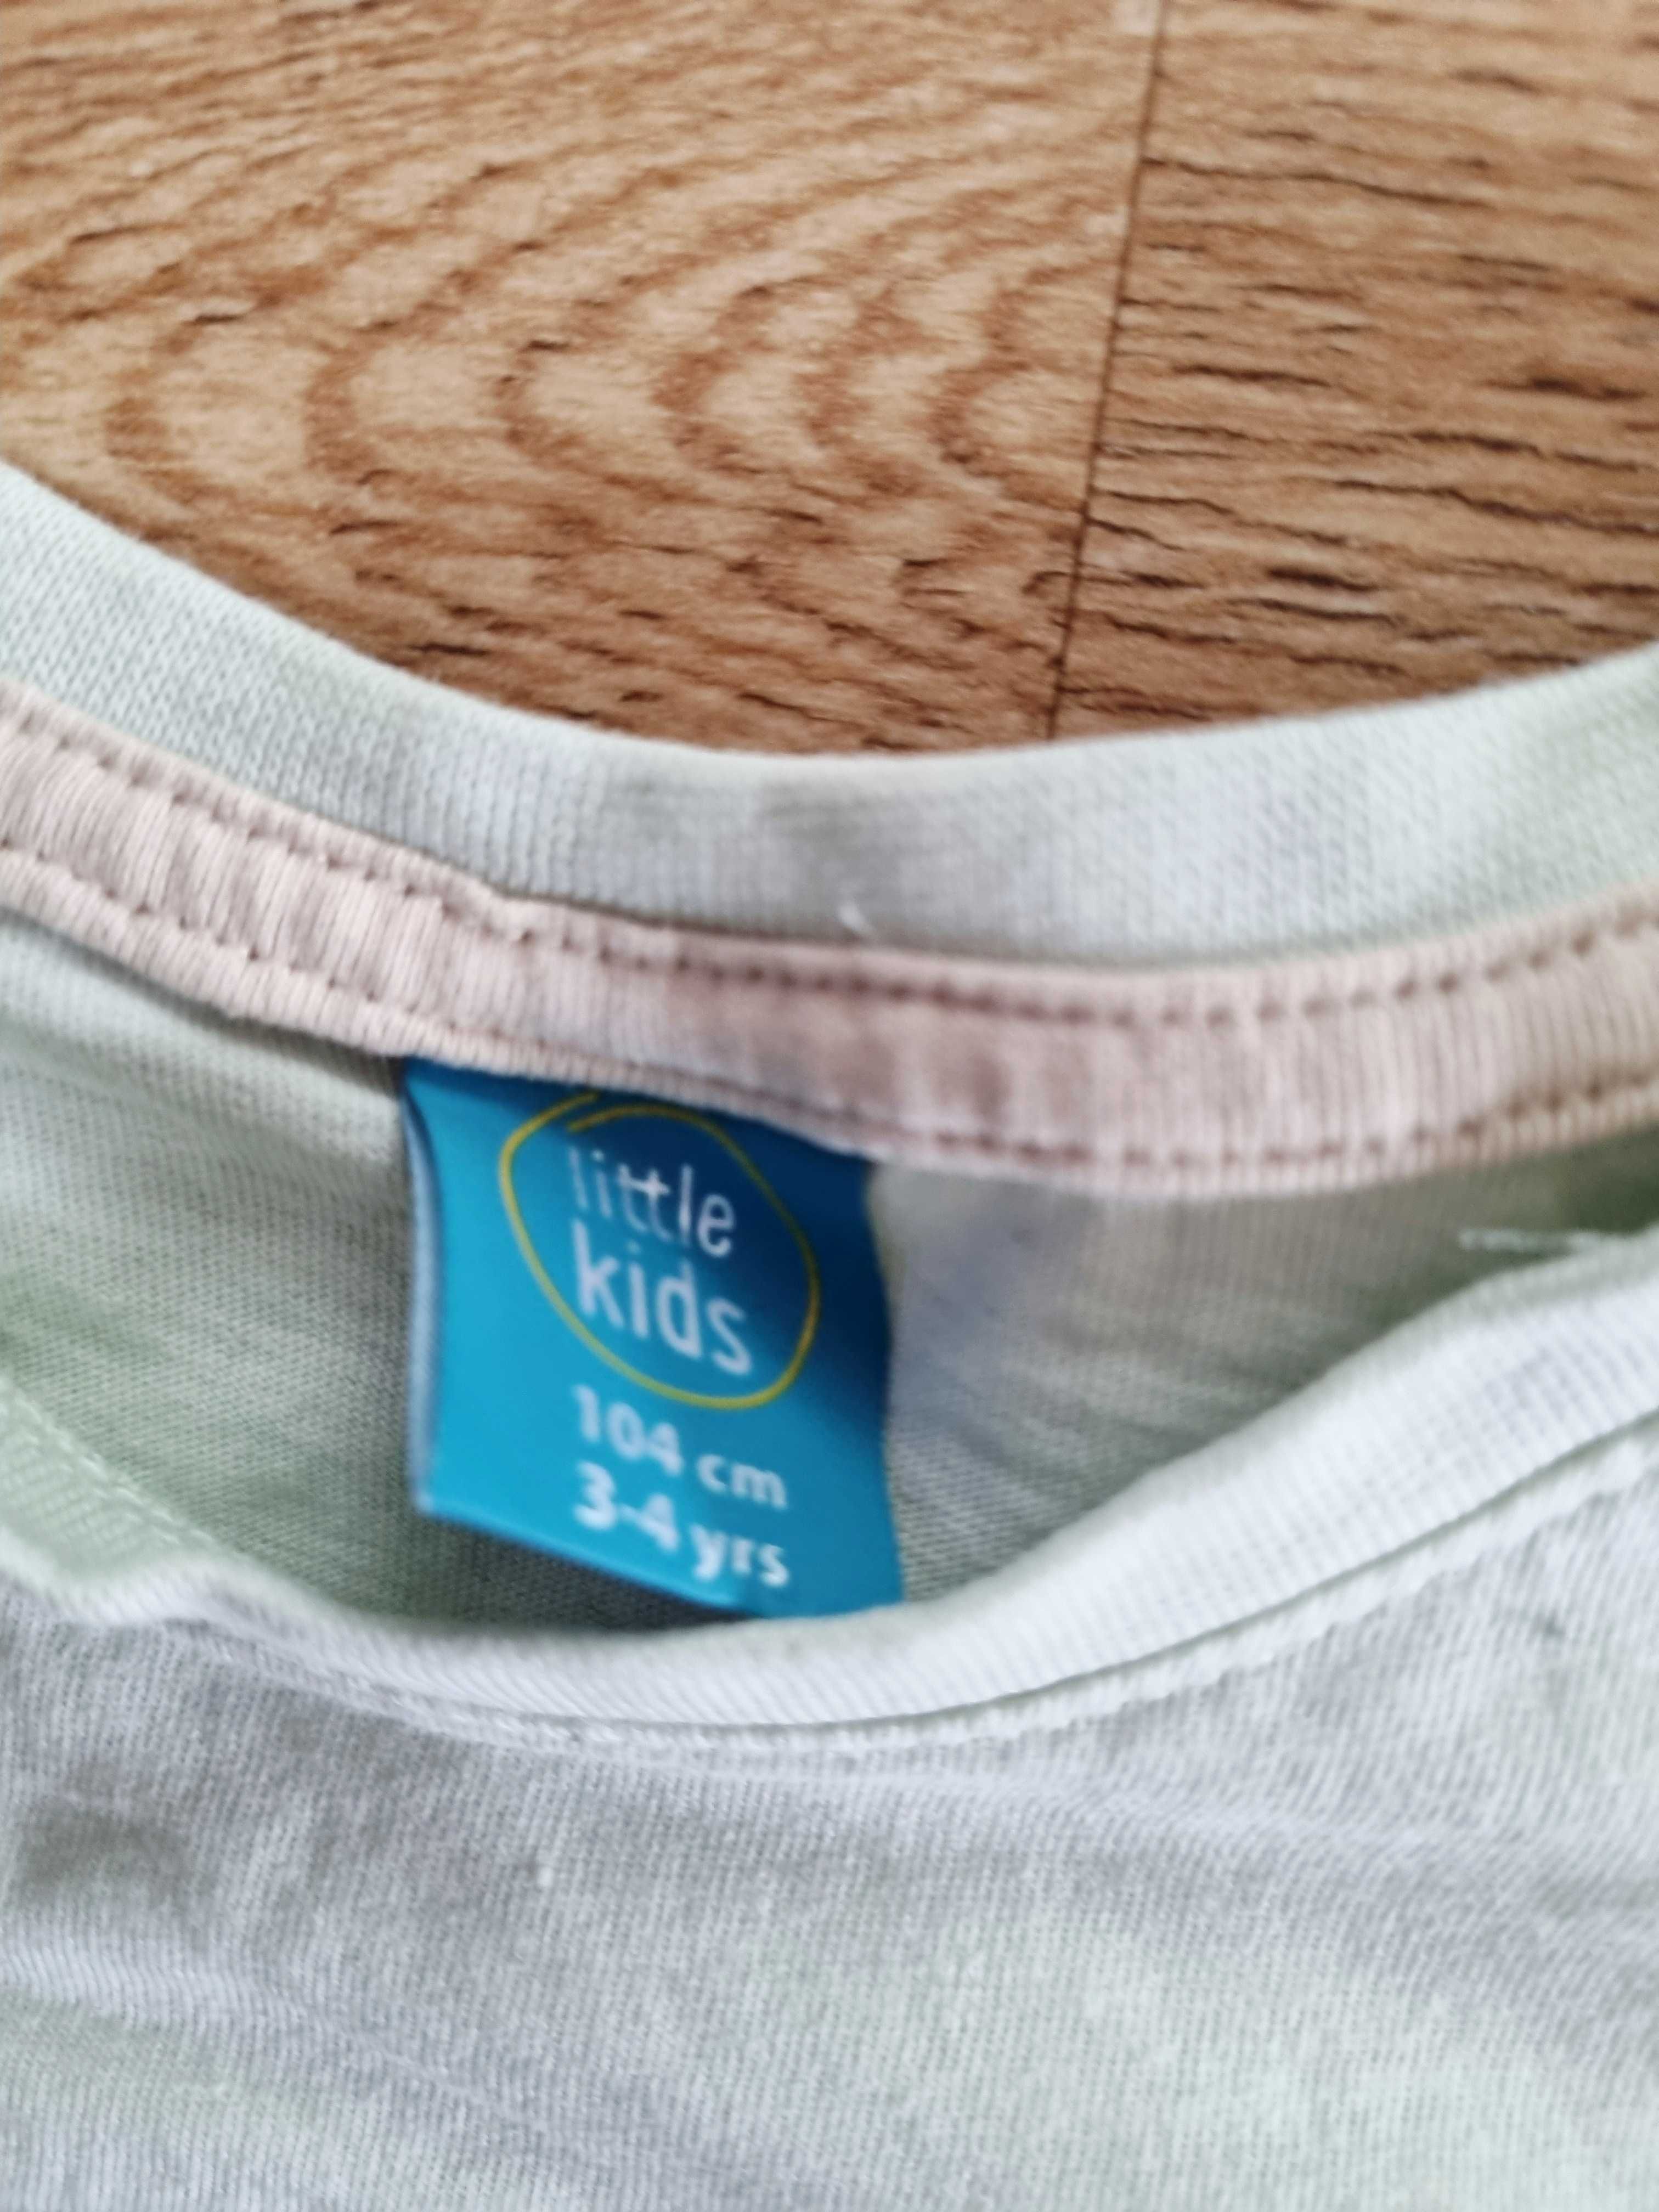 little
kids
104 cm
3-4 yrs